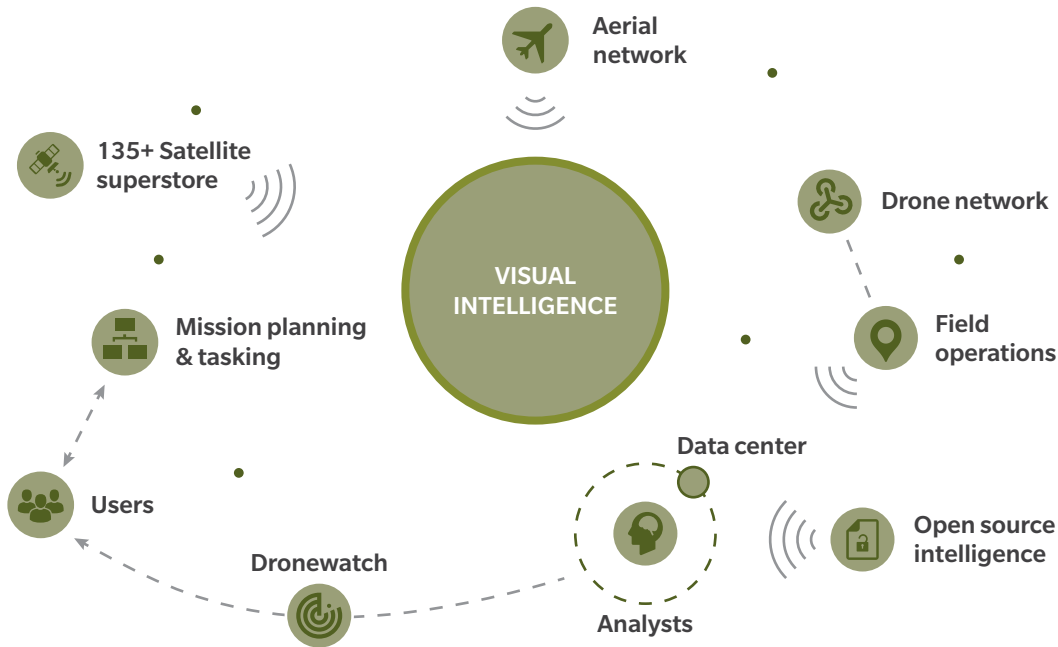 Aerial
network
135+ Satellite
superstore
Drone network
VISUAL
INTELLIGENCE
Mission planning
& tasking
Field
operations
Data center
Users
Open source
intelligence
Dronewatch
Analysts